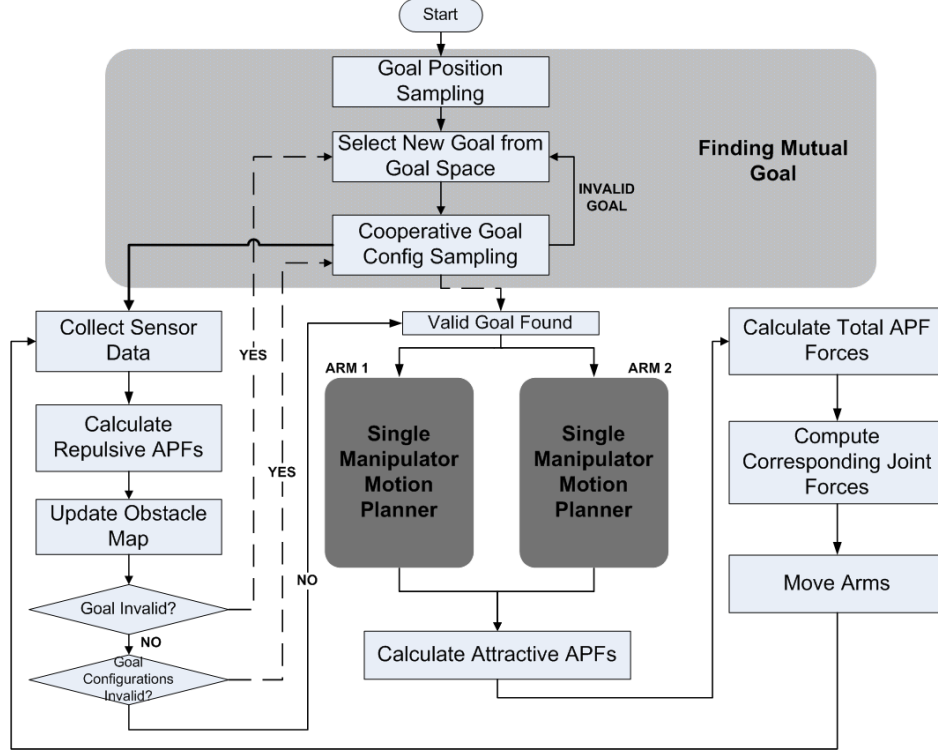 Start
Goal Position
Sampling
Select New Goal from
Goal Space
Finding Mutual
Goal
INVALID
GOAL
Cooperative Goal
Config Sampling
Collect Sensor
Data
Valid Goal Found
Calculate Total APF
Forces
YES
ARM 1
ARM 2
Calculate
Repulsive APFs
Single
Manipulator
Motion
Planner
Single
Manipulator
Motion
Planner
Compute
Corresponding Joint
Forces
YES
Update Obstacle
Map
NO
Move Arms
Goal Invalid?
NO
Calculate Attractive APFs
Goal
Configurations
Invalid?